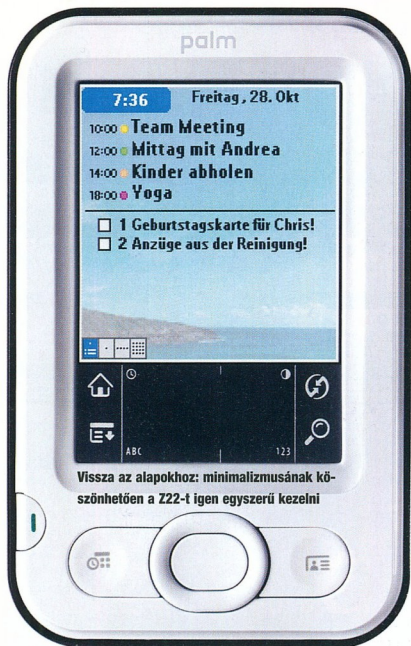 palm
7:36 Freitag, 28. Okt
10:00 Team Meeting
12:00 Mittag mit Andrea
14:00 Kinder abholen
18:00 Yoga
1 Geburtstagskarte für Chris!
2 Anzüge aus der Reinigung!
ABC 123
Vissza az alapokhoz: minimalizmusának kö-
szönhetően a Z22-t igen egyszerű kezelni